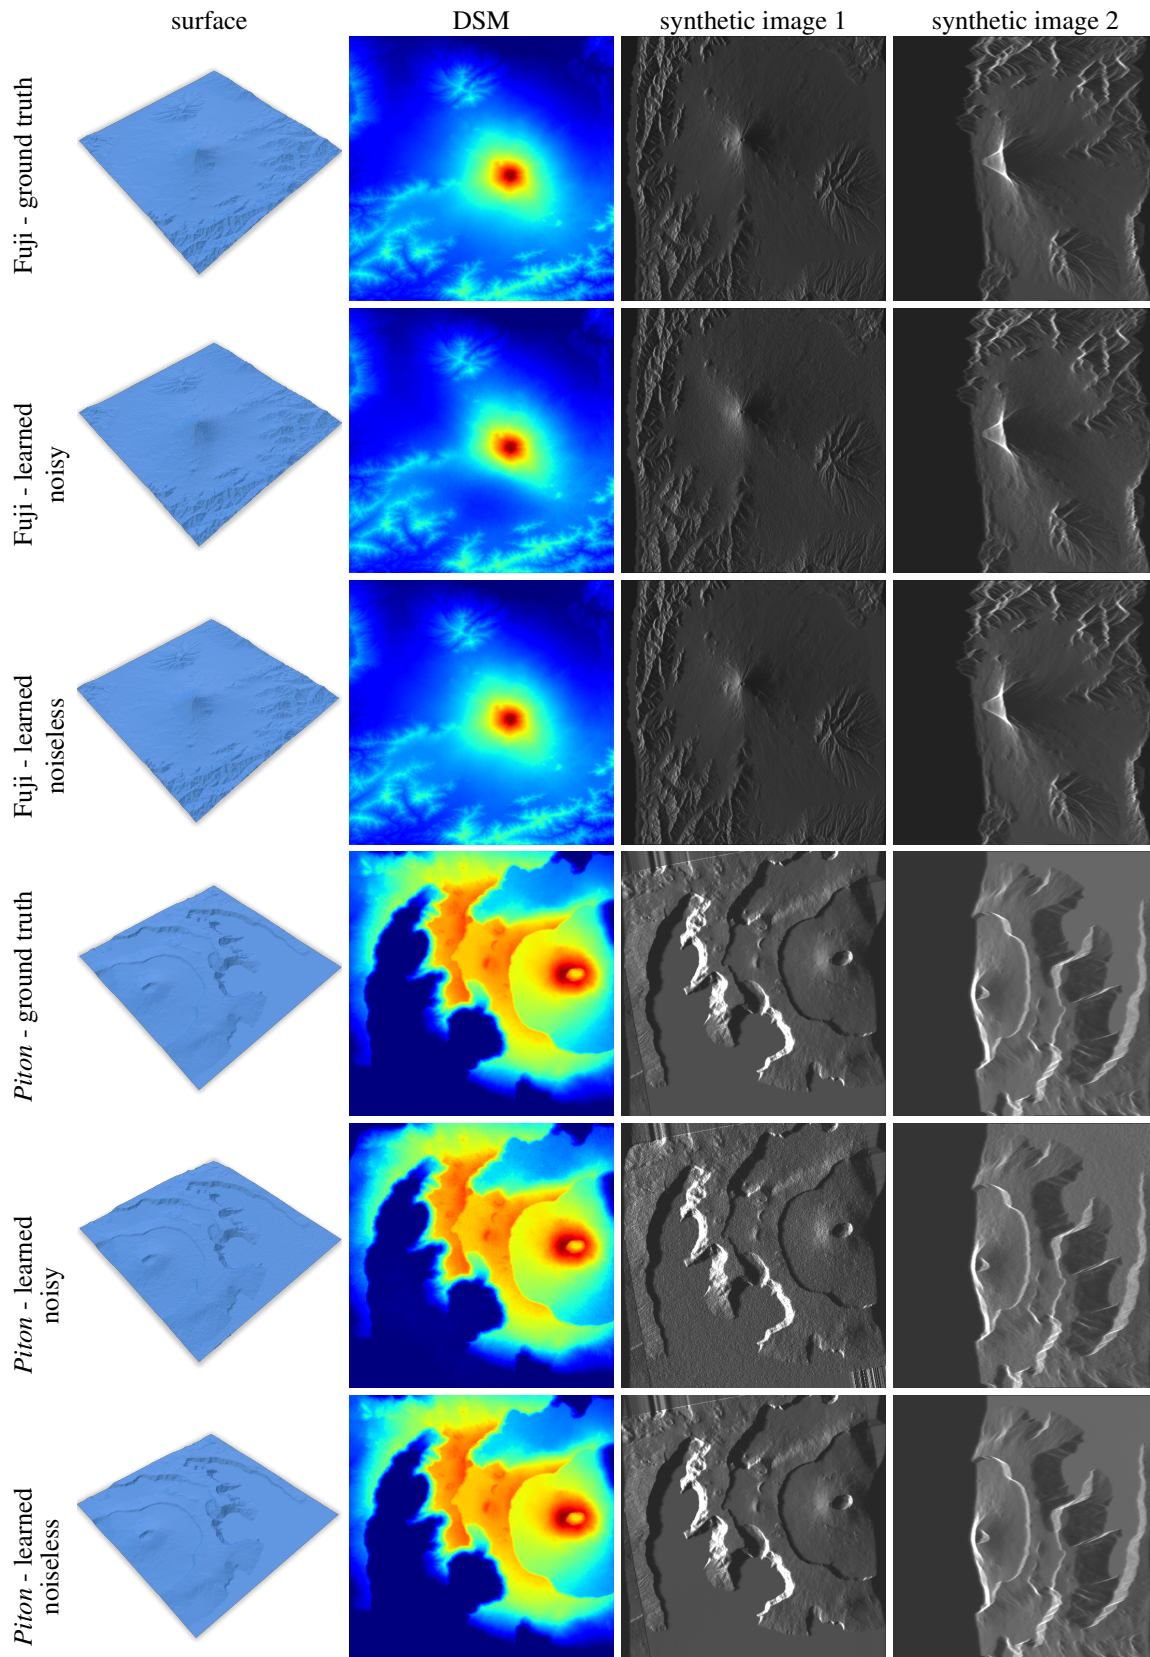 surface
DSM
synthetic image 1
synthetic image 2
Fuji - ground truth
Fuji - learned
noisy
Fuji - learned
noiseless
Piton - ground truth
Piton - learned
noisy
Piton - learned
noiseless